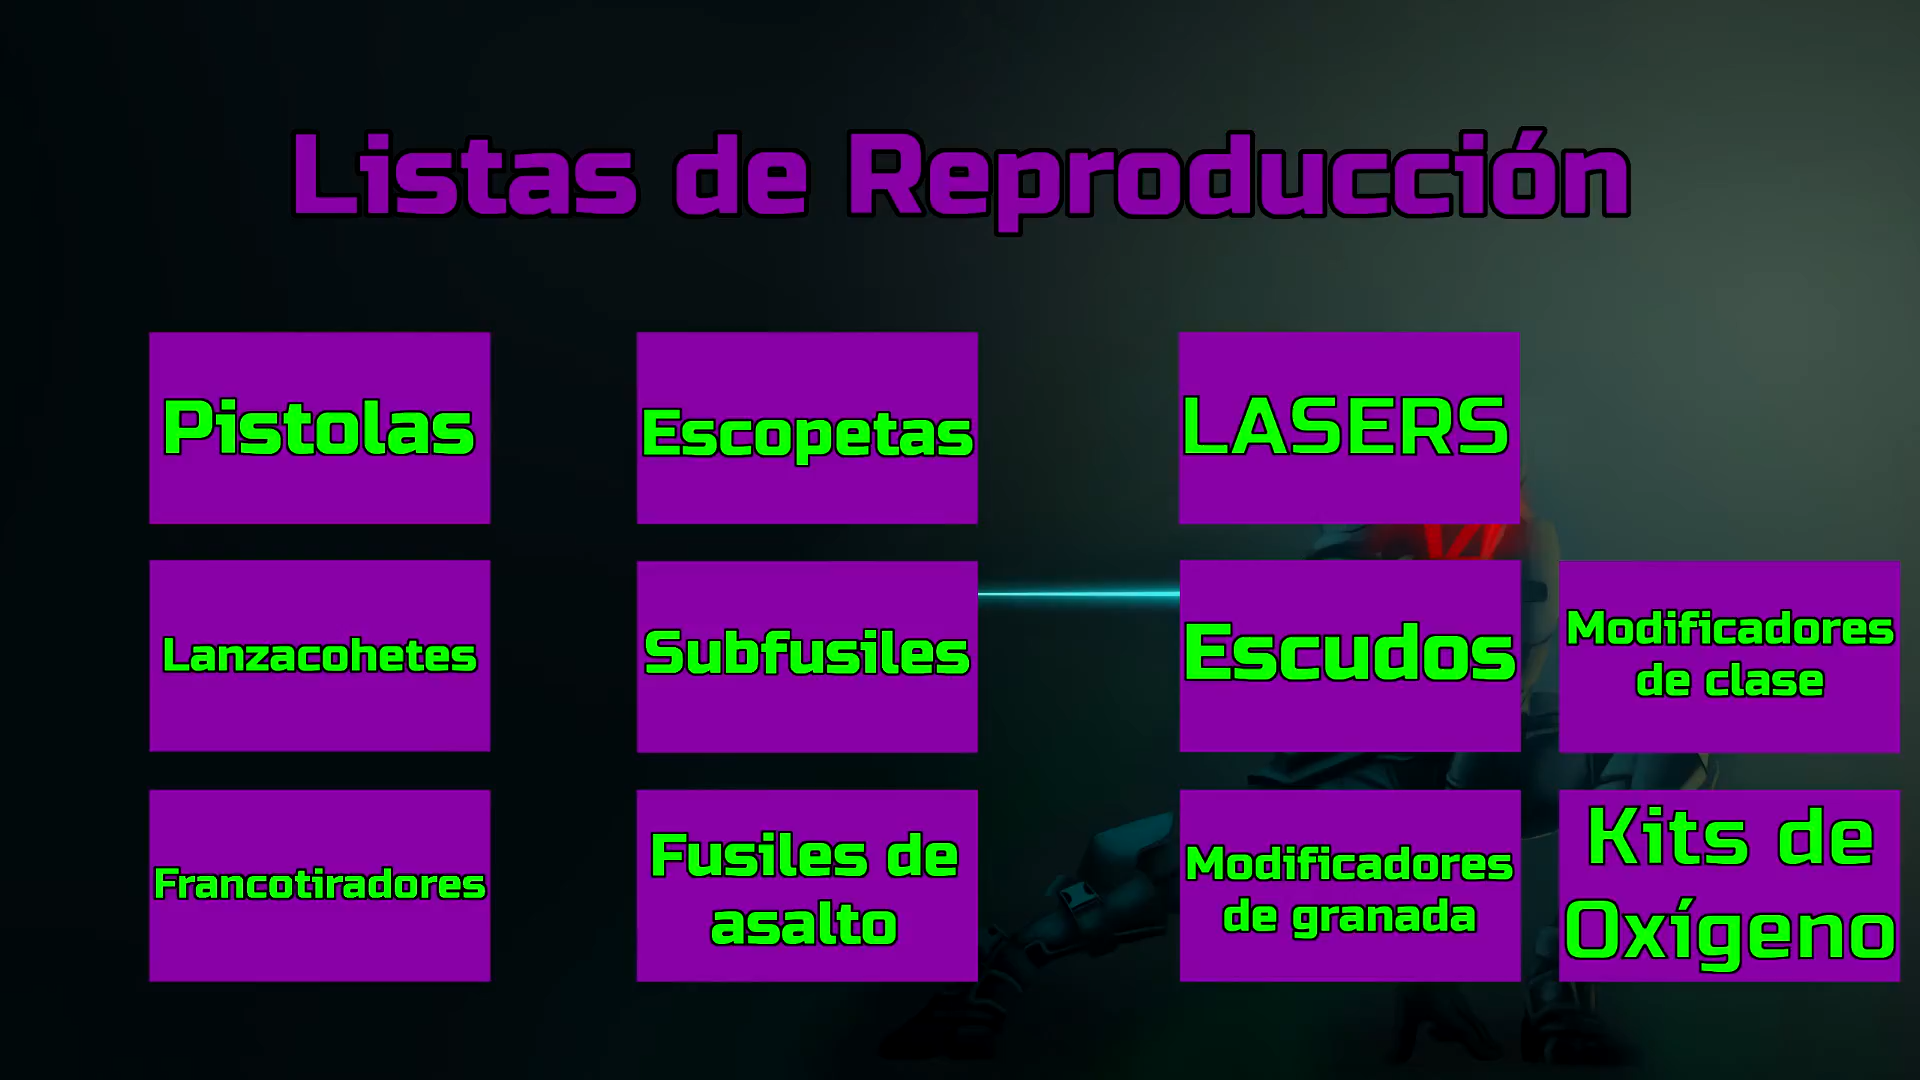 Listas de Reproducción
Pistolas
Escopetas
LASERS
Lanzacohetes
Subfusiles
Escudos
Modificadores
de clase
Francotiradores
Fusiles de
asalto
Modificadores
de granada
Kits de
Oxígeno